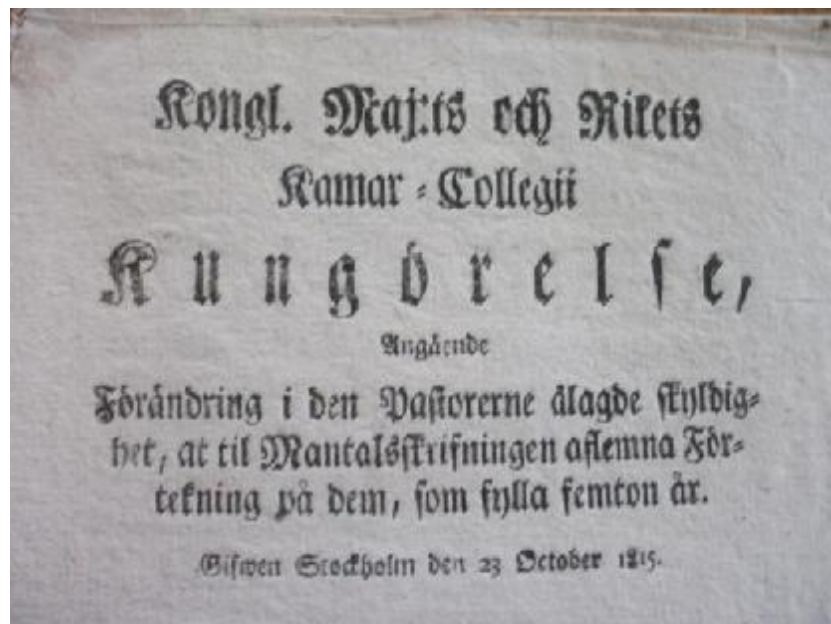 Kongl. Maj:ts och Rikets
Kamar-Collegii
Kungörelse,
Angående
Förändring i den Pastorerne ålagde skyldig-
het, at til Mantalsskrifningen aflemna För-
tekning på dem, som fylla femton år.
Gifwen Stockholm den 23 October 1815.